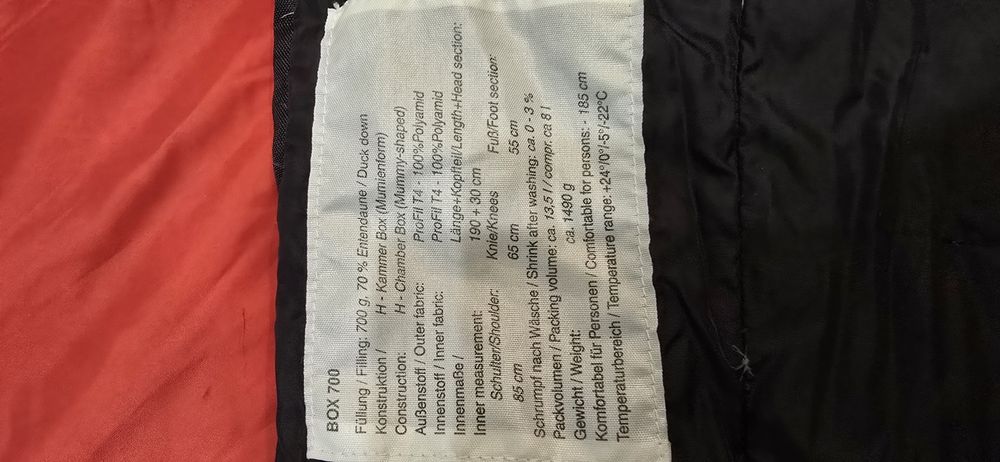 BOX 700
Füllung / Filling: 700 g, 70 % Entendaune / Duck down
Konstruktion / H - Kammer Box (Mumienform)
Construction: H - Chamber Box (Mummy-shaped)
Außenstoff / Outer fabric: ProFil T4 - 100%Polyamid
Innenstoff / Inner fabric: ProFil T4 - 100%Polyamid
Innenmaße / Länge+Kopfteil/Length+Head section:
Inner measurement: 190 + 30 cm
Schulter/Shoulder: Knie/Knees Fuß/Foot section:
85 cm 65 cm 55 cm
Schrumpf nach Wäsche / Shrink after washing: ca. 0 - 3 %
Packvolumen / Packing volume: ca. 13,5 l / compr. ca 8 l
Gewicht / Weight: ca. 1490 g
Komfortabel für Personen / Comfortable for persons: - 185 cm
Temperaturbereich / Temperature range: +24°/0°/-5°/-22°C